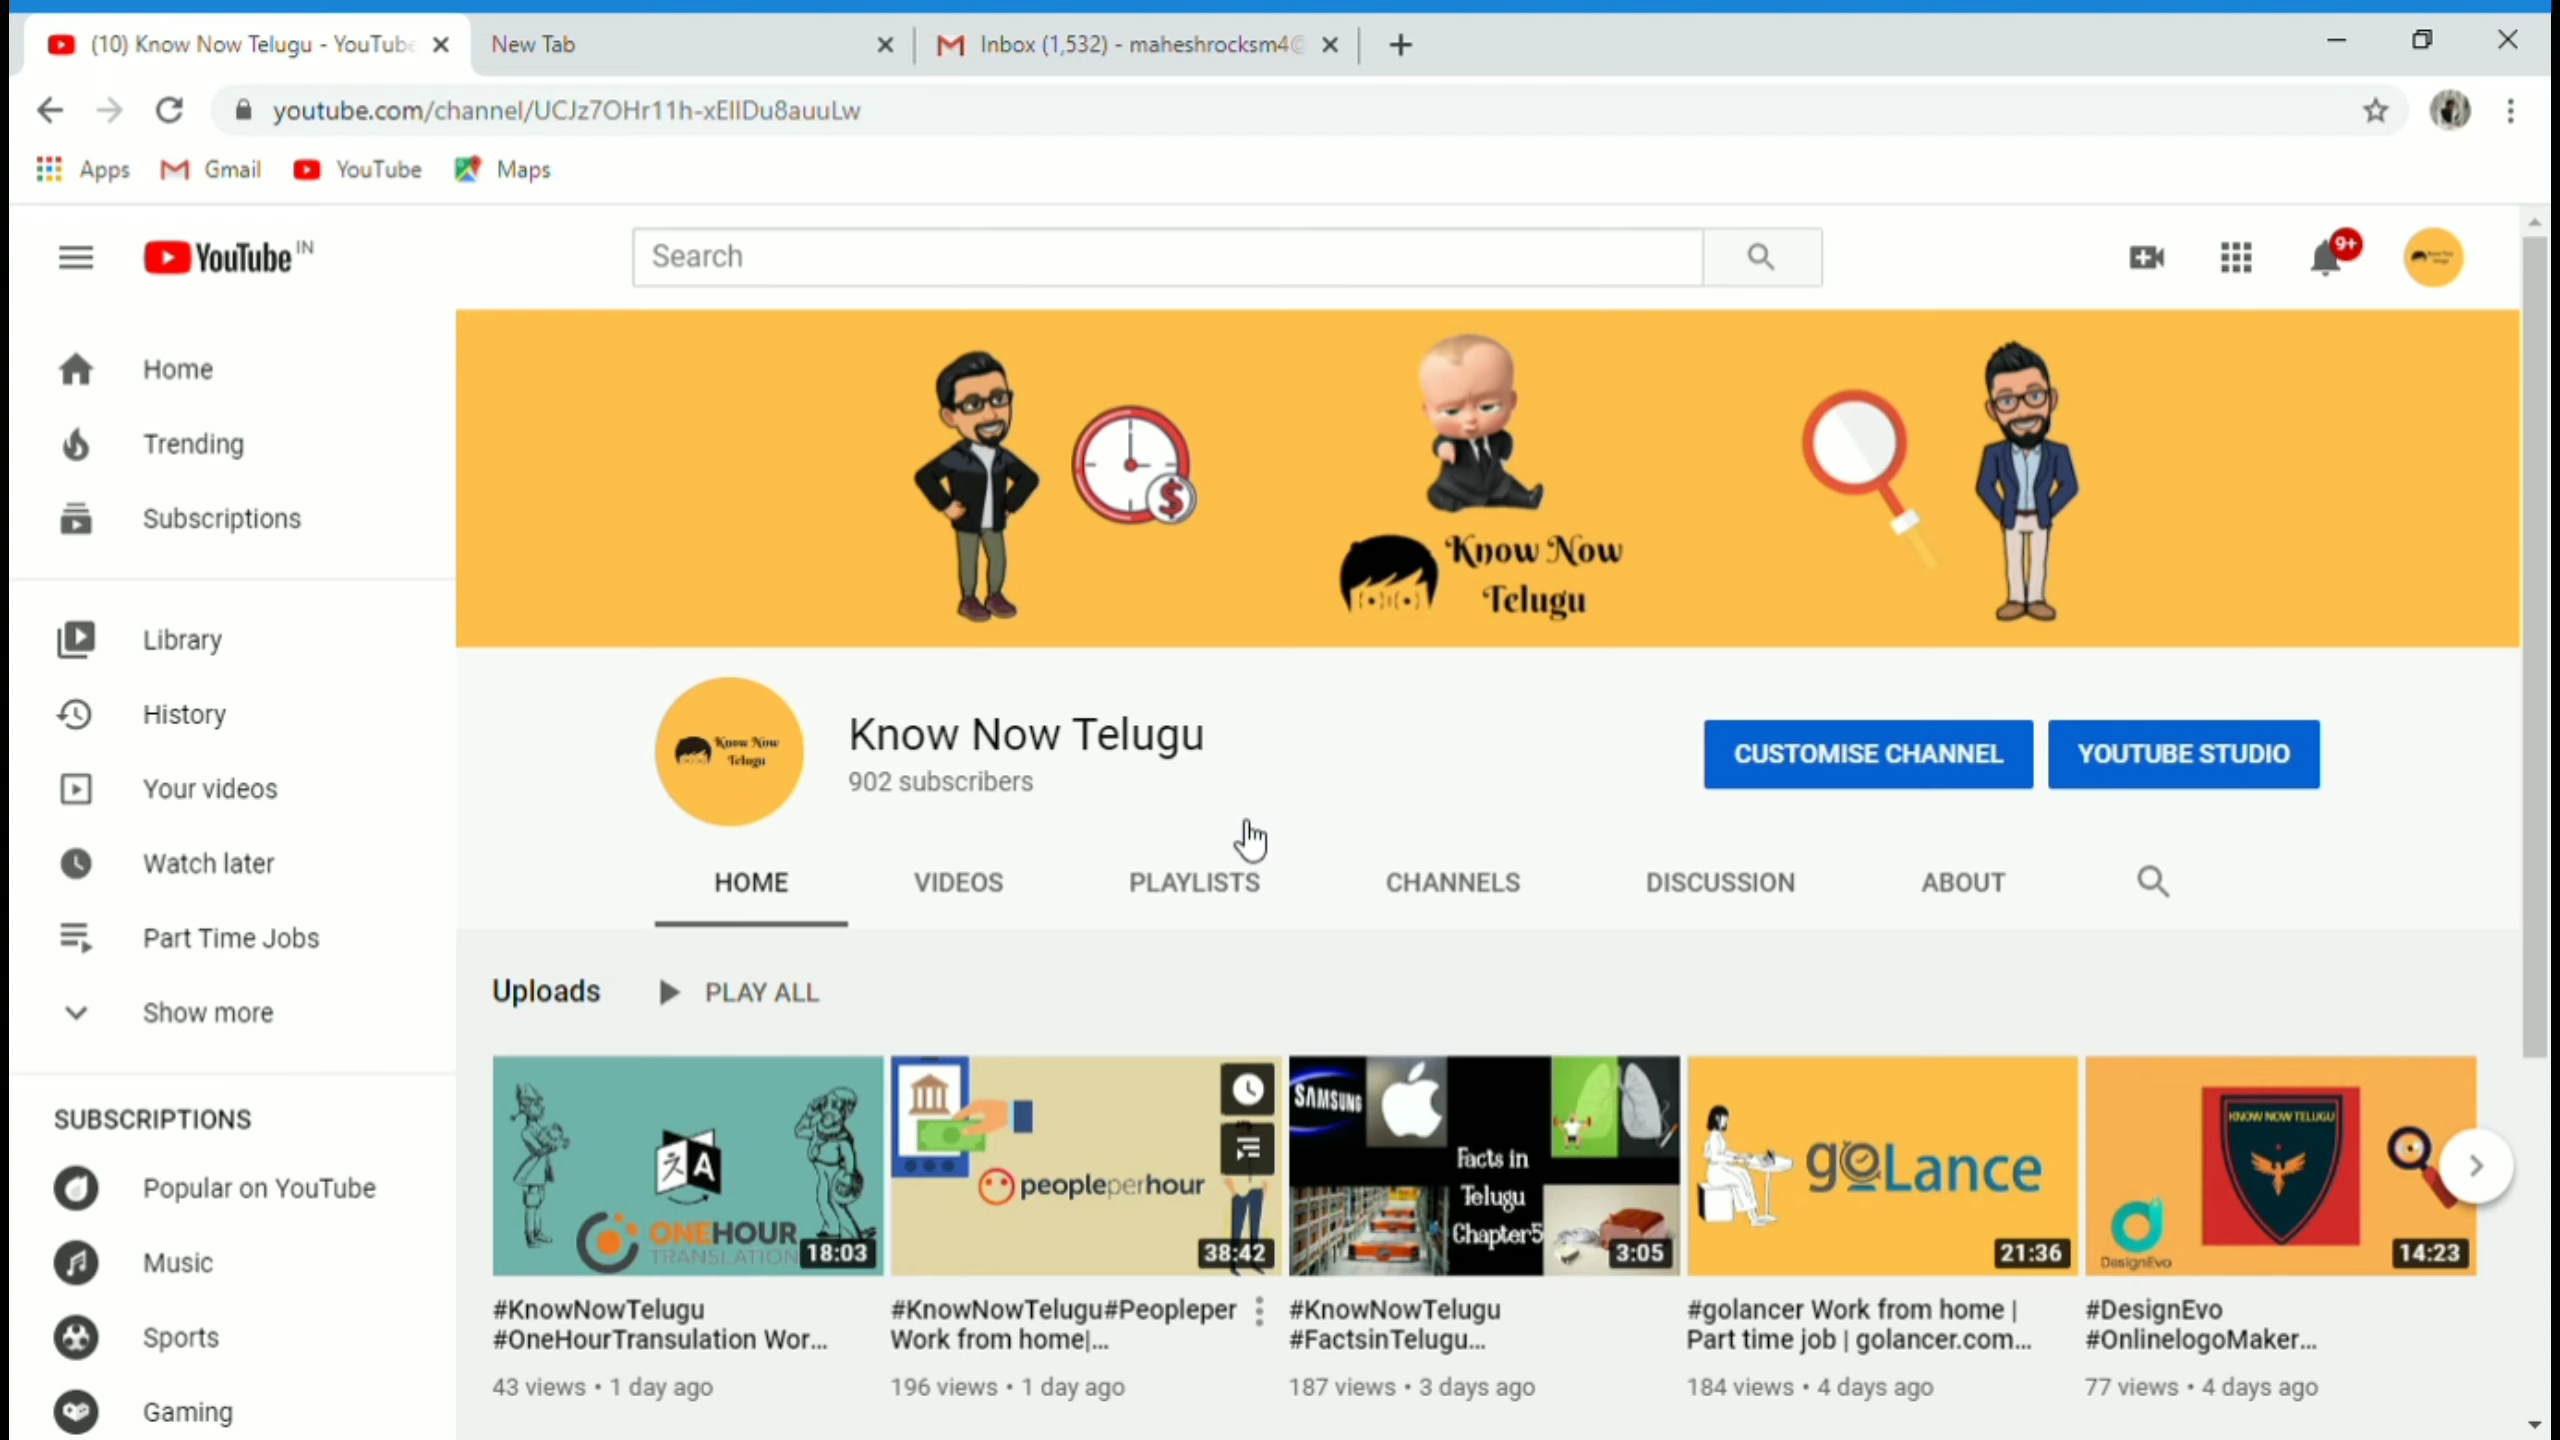 (10) Know Now Telugu - YouTube
New Tab
Inbox (1,532) - maheshrocksm4@
youtube.com/channel/UCJz7OHr11h-xEllDu8auuLw
Apps
Gmail
YouTube
Maps
YouTube IN
Search
9+
Home
Trending
Subscriptions
Library
History
Your videos
Watch later
Part Time Jobs
Show more
SUBSCRIPTIONS
Popular on YouTube
Music
Sports
Gaming
Know Now
Telugu
Know Now
Telugu
Know Now Telugu
902 subscribers
CUSTOMISE CHANNEL
YOUTUBE STUDIO
HOME
VIDEOS
PLAYLISTS
CHANNELS
DISCUSSION
ABOUT
Uploads
PLAY ALL
A
ONEHOUR
TRANSLATION
18:03
#KnowNowTelugu
#OneHourTransulation Wor...
43 views • 1 day ago
peopleperhour
38:42
#KnowNowTelugu#Peopleper
Work from home|...
196 views • 1 day ago
SAMSUNG
Facts in
Telugu
Chapter5
3:05
#KnowNowTelugu
#FactsinTelugu...
187 views • 3 days ago
goLance
21:36
#golancer Work from home |
Part time job | golancer.com...
184 views • 4 days ago
KNOW NOW TELUGU
DesignEvo
14:23
#DesignEvo
#OnlinelogoMaker...
77 views • 4 days ago